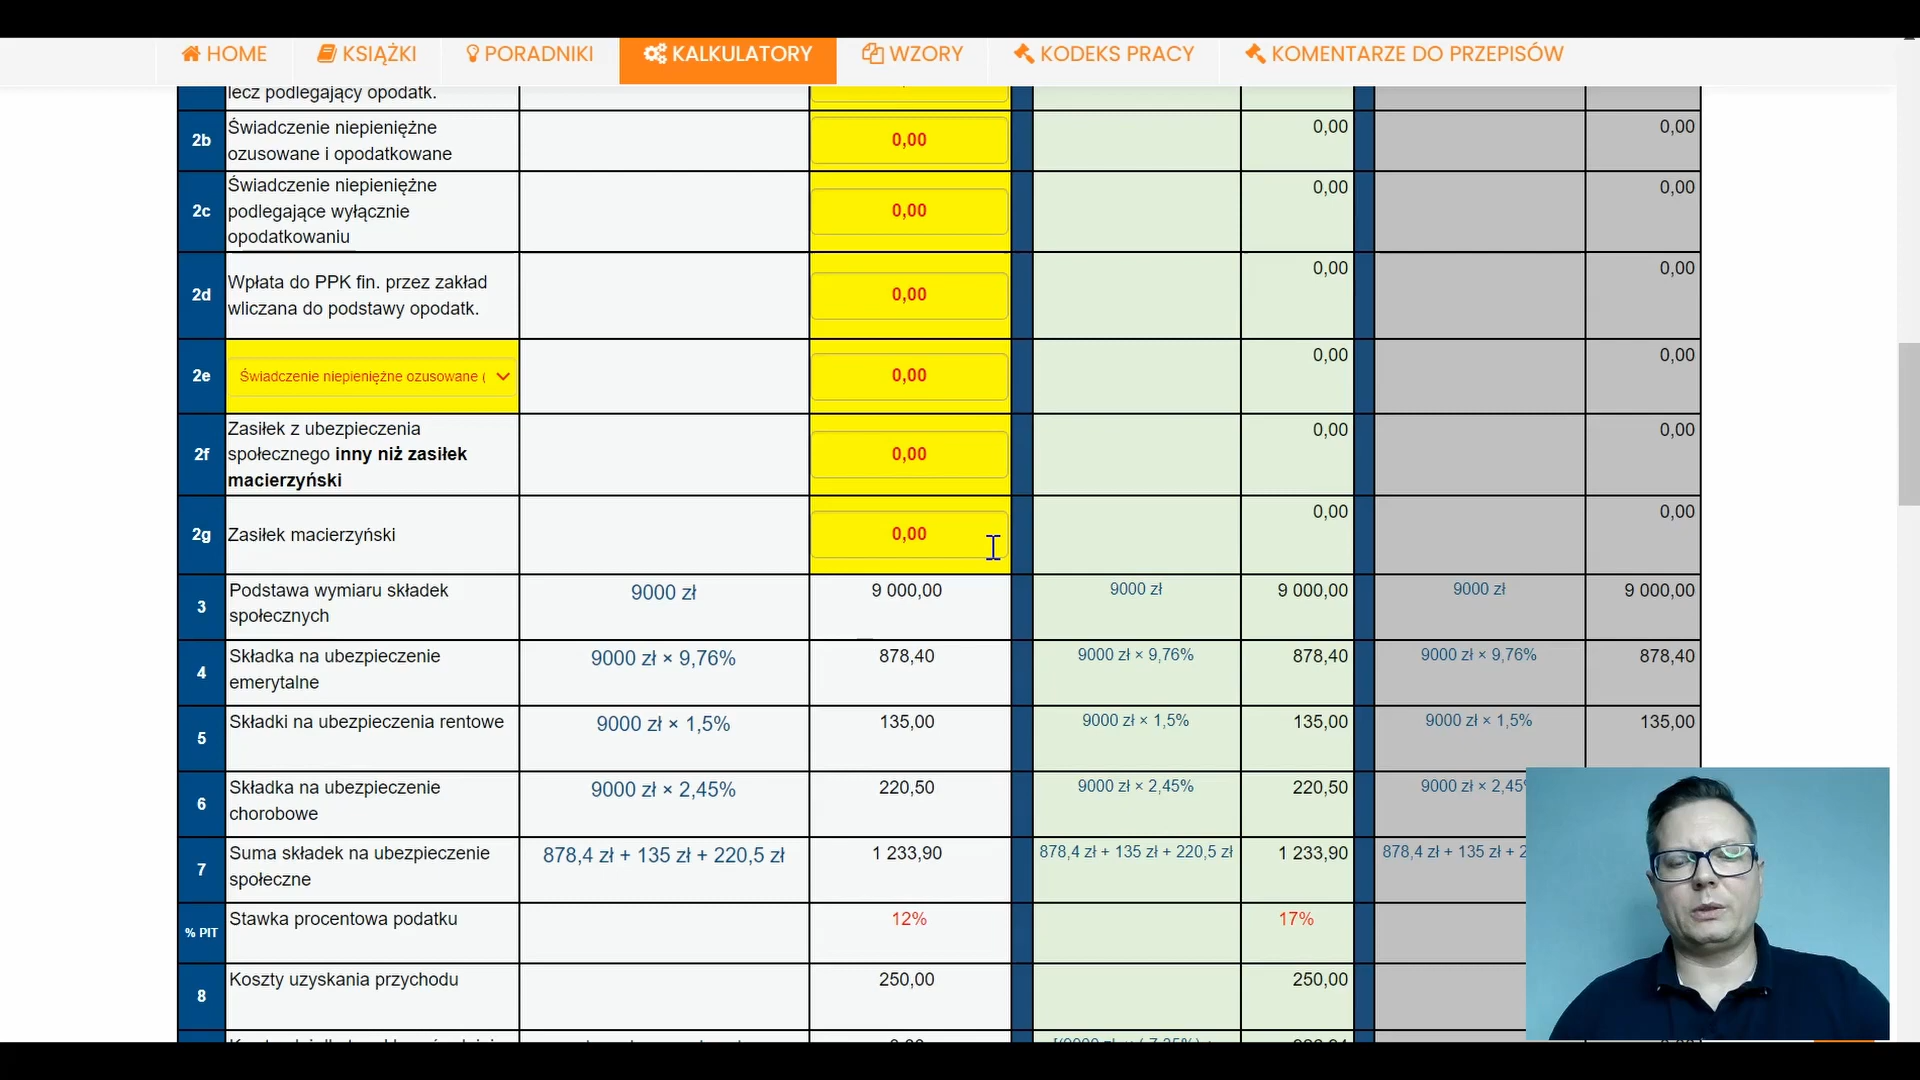 HOME KSIĄŻKI PORADNIKI KALKULATORY WZORY KODEKS PRACY KOMENTARZE DO PRZEPISÓW
lecz podlegający opodatk.
2b Świadczenie niepieniężne ozusowane i opodatkowane 0,00 0,00 0,00
2c Świadczenie niepieniężne podlegające wyłącznie opodatkowaniu 0,00 0,00 0,00
2d Wpłata do PPK fin. przez zakład wliczana do podstawy opodatk. 0,00 0,00 0,00
2e Świadczenie niepieniężne ozusowane ( 0,00 0,00 0,00
2f Zasiłek z ubezpieczenia społecznego inny niż zasiłek macierzyński 0,00 0,00 0,00
2g Zasiłek macierzyński 0,00 0,00 0,00
3 Podstawa wymiaru składek społecznych 9000 zł 9 000,00 9000 zł 9 000,00 9000 zł 9 000,00
4 Składka na ubezpieczenie emerytalne 9000 zł × 9,76% 878,40 9000 zł × 9,76% 878,40 9000 zł × 9,76% 878,40
5 Składki na ubezpieczenia rentowe 9000 zł × 1,5% 135,00 9000 zł × 1,5% 135,00 9000 zł × 1,5% 135,00
6 Składka na ubezpieczenie chorobowe 9000 zł × 2,45% 220,50 9000 zł × 2,45% 220,50 9000 zł × 2,45
7 Suma składek na ubezpieczenie społeczne 878,4 zł + 135 zł + 220,5 zł 1 233,90 878,4 zł + 135 zł + 220,5 zł 1 233,90 878,4 zł + 135 zł + 2
% PIT Stawka procentowa podatku 12% 17%
8 Koszty uzyskania przychodu 250,00 250,00